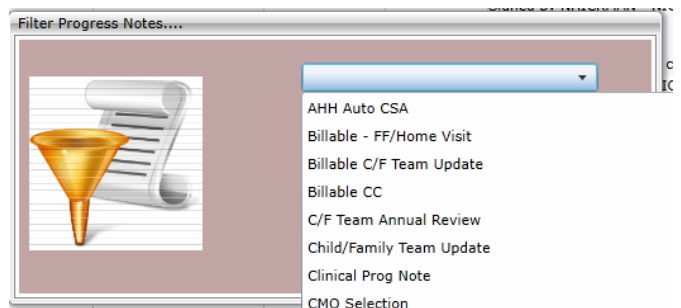 Filter Progress Notes....
AHH Auto CSA
Billable - FF/Home Visit
Billable C/F Team Update
Billable CC
C/F Team Annual Review
Child/Family Team Update
Clinical Prog Note
CMO Selection